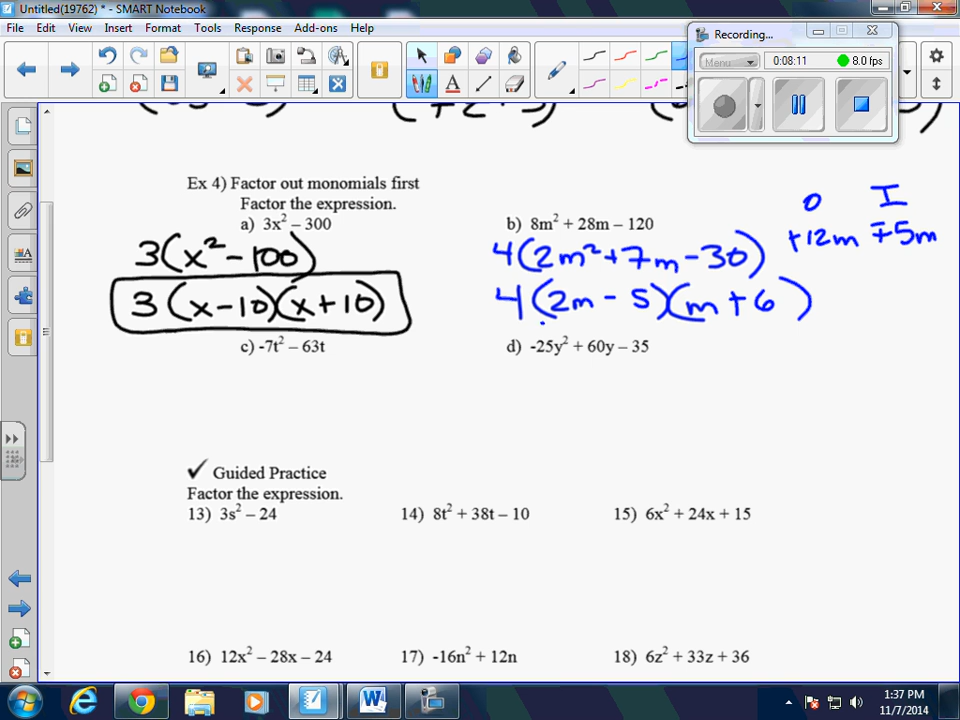 Untitled(19762) * - SMART Notebook
File Edit View Insert Format Tools Response Add-ons Help
Recording...
Menu 0:08:11 8.0 fps
Ex 4) Factor out monomials first
Factor the expression.
a) 3x² – 300
b) 8m² + 28m – 120
O I
3(x²-100)
4(2m²+7m-30)
+12m -5m
3(x-10)(x+10)
4(2m-5)(m+6)
c) -7t² – 63t
d) -25y² + 60y – 35
✓ Guided Practice
Factor the expression.
13) 3s² – 24 14) 8t² + 38t – 10 15) 6x² + 24x + 15
16) 12x² – 28x – 24 17) -16n² + 12n 18) 6z² + 33z + 36
1:37 PM
11/7/2014